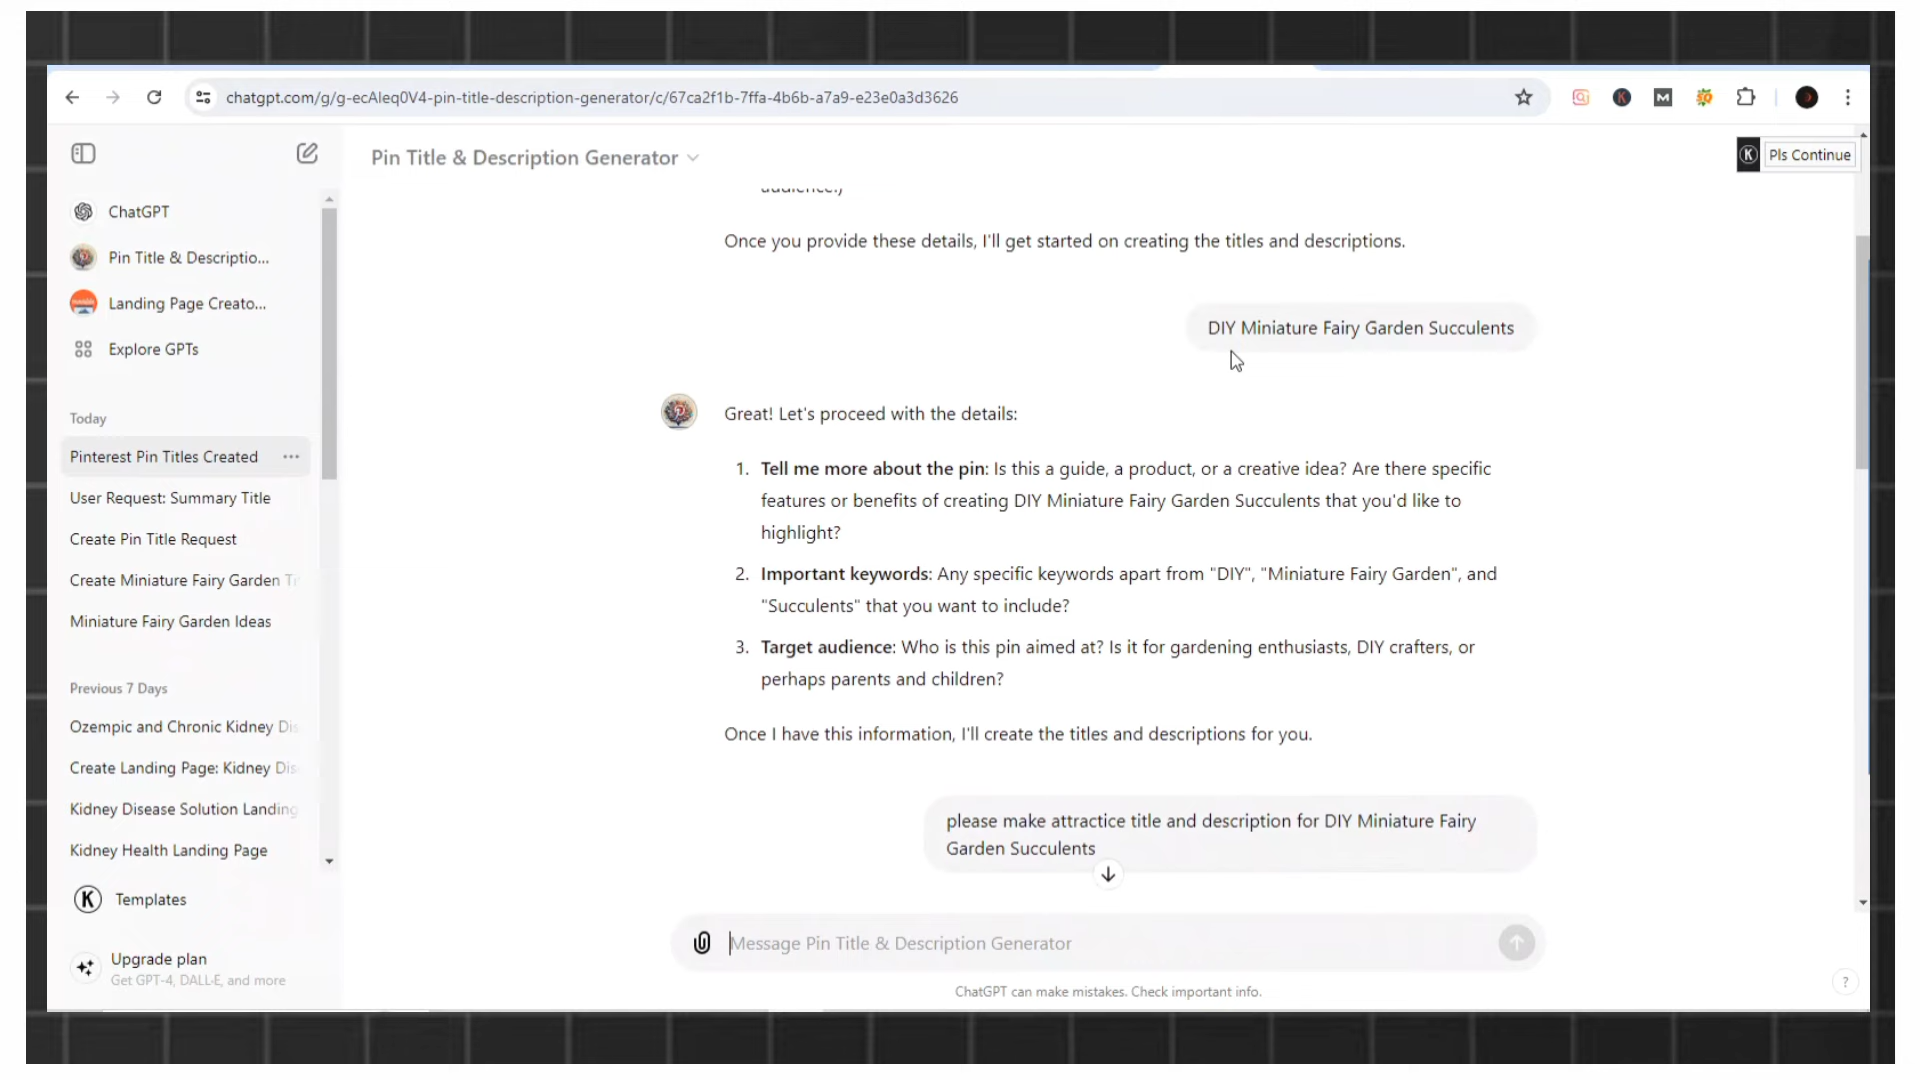 chatgpt.com/g/g-ecAleq0V4-pin-title-description-generator/c/67ca2f1b-7ffa-4b6b-a7a9-e23e0a3d3626
ChatGPT
Pin Title & Descriptio...
Landing Page Creato...
Explore GPTs
Today
Pinterest Pin Titles Created
User Request: Summary Title
Create Pin Title Request
Create Miniature Fairy Garden Ti
Miniature Fairy Garden Ideas
Previous 7 Days
Ozempic and Chronic Kidney Dis
Create Landing Page: Kidney Dis
Kidney Disease Solution Landing
Kidney Health Landing Page
K Templates
Upgrade plan
Get GPT-4, DALL-E, and more
Pin Title & Description Generator
K Pls Continue
audience.)
Once you provide these details, I'll get started on creating the titles and descriptions.
DIY Miniature Fairy Garden Succulents
Great! Let's proceed with the details:
1. Tell me more about the pin: Is this a guide, a product, or a creative idea? Are there specific
features or benefits of creating DIY Miniature Fairy Garden Succulents that you'd like to
highlight?
2. Important keywords: Any specific keywords apart from "DIY", "Miniature Fairy Garden", and
"Succulents" that you want to include?
3. Target audience: Who is this pin aimed at? Is it for gardening enthusiasts, DIY crafters, or
perhaps parents and children?
Once I have this information, I'll create the titles and descriptions for you.
please make attractice title and description for DIY Miniature Fairy
Garden Succulents
Message Pin Title & Description Generator
ChatGPT can make mistakes. Check important info.
?